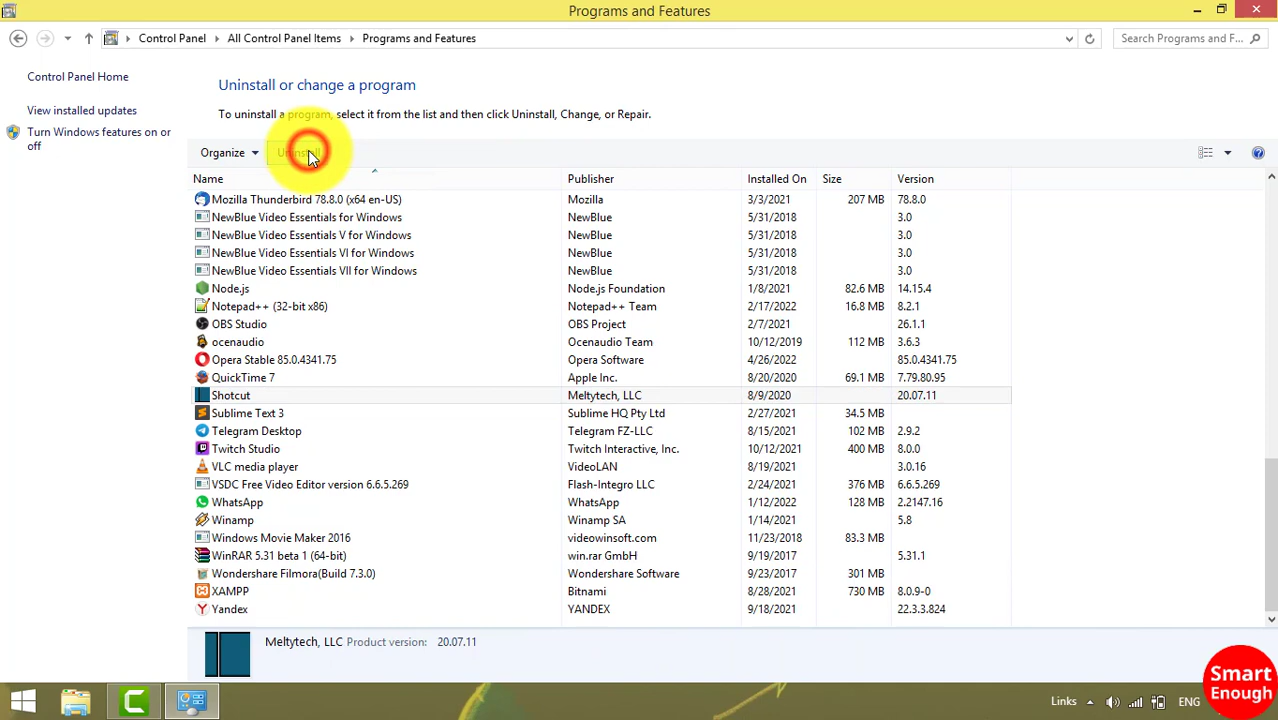 Programs and Features
Control Panel All Control Panel Items Programs and Features Search Programs and F...
Control Panel Home
View installed updates
Turn Windows features on or off
Uninstall or change a program
To uninstall a program, select it from the list and then click Uninstall, Change, or Repair.
Organize Uninstall
Name Publisher Installed On Size Version
Mozilla Thunderbird 78.8.0 (x64 en-US) Mozilla 3/3/2021 207 MB 78.8.0
NewBlue Video Essentials for Windows NewBlue 5/31/2018 3.0
NewBlue Video Essentials V for Windows NewBlue 5/31/2018 3.0
NewBlue Video Essentials VI for Windows NewBlue 5/31/2018 3.0
NewBlue Video Essentials VII for Windows NewBlue 5/31/2018 3.0
Node.js Node.js Foundation 1/8/2021 82.6 MB 14.15.4
Notepad++ (32-bit x86) Notepad++ Team 2/17/2022 16.8 MB 8.2.1
OBS Studio OBS Project 2/7/2021 26.1.1
ocenaudio Ocenaudio Team 10/12/2019 112 MB 3.6.3
Opera Stable 85.0.4341.75 Opera Software 4/26/2022 85.0.4341.75
QuickTime 7 Apple Inc. 8/20/2020 69.1 MB 7.79.80.95
Shotcut Meltytech, LLC 8/9/2020 20.07.11
Sublime Text 3 Sublime HQ Pty Ltd 2/27/2021 34.5 MB
Telegram Desktop Telegram FZ-LLC 8/15/2021 102 MB 2.9.2
Twitch Studio Twitch Interactive, Inc. 10/12/2021 400 MB 8.0.0
VLC media player VideoLAN 8/19/2021 3.0.16
VSDC Free Video Editor version 6.6.5.269 Flash-Integro LLC 2/24/2021 376 MB 6.6.5.269
WhatsApp WhatsApp 1/12/2022 128 MB 2.2147.16
Winamp Winamp SA 1/14/2021 5.8
Windows Movie Maker 2016 videowinsoft.com 11/23/2018 83.3 MB
WinRAR 5.31 beta 1 (64-bit) win.rar GmbH 9/19/2017 5.31.1
Wondershare Filmora(Build 7.3.0) Wondershare Software 9/23/2017 301 MB
XAMPP Bitnami 8/28/2021 730 MB 8.0.9-0
Yandex YANDEX 9/18/2021 22.3.3.824
Meltytech, LLC Product version: 20.07.11
Links ENG
Smart
Enough